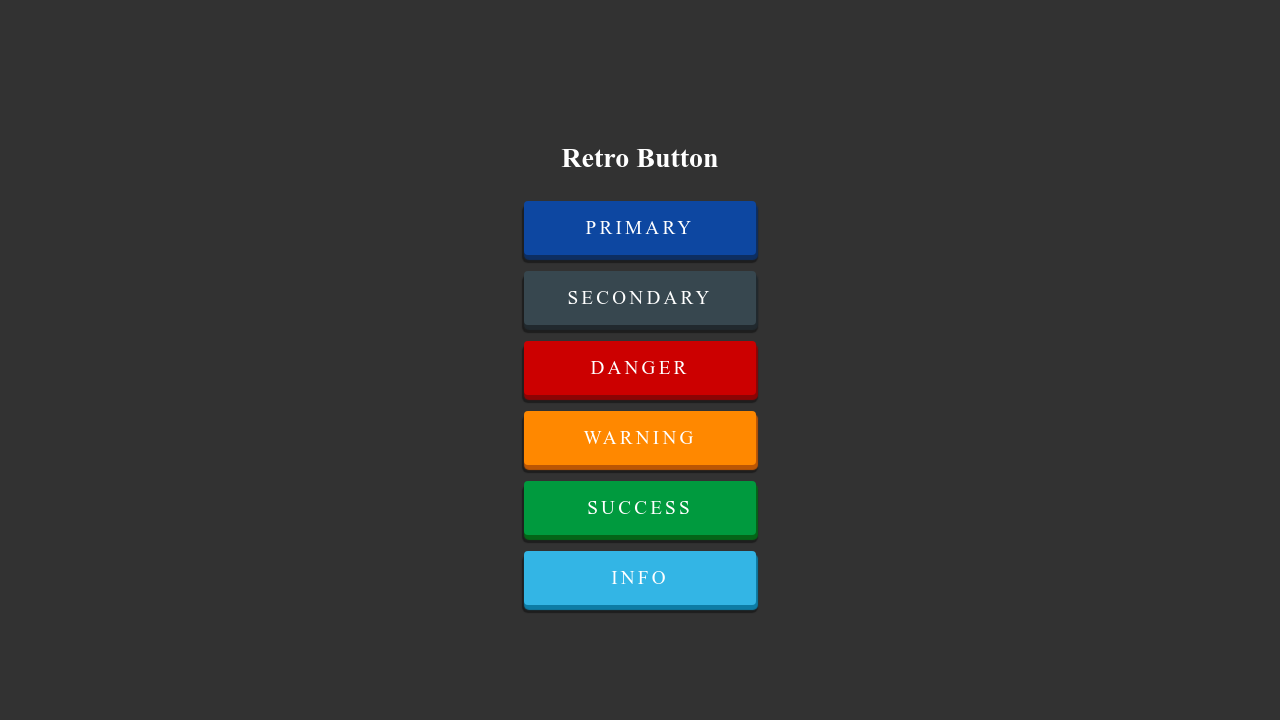 Retro Button
PRIMARY
SECONDARY
DANGER
WARNING
SUCCESS
INFO